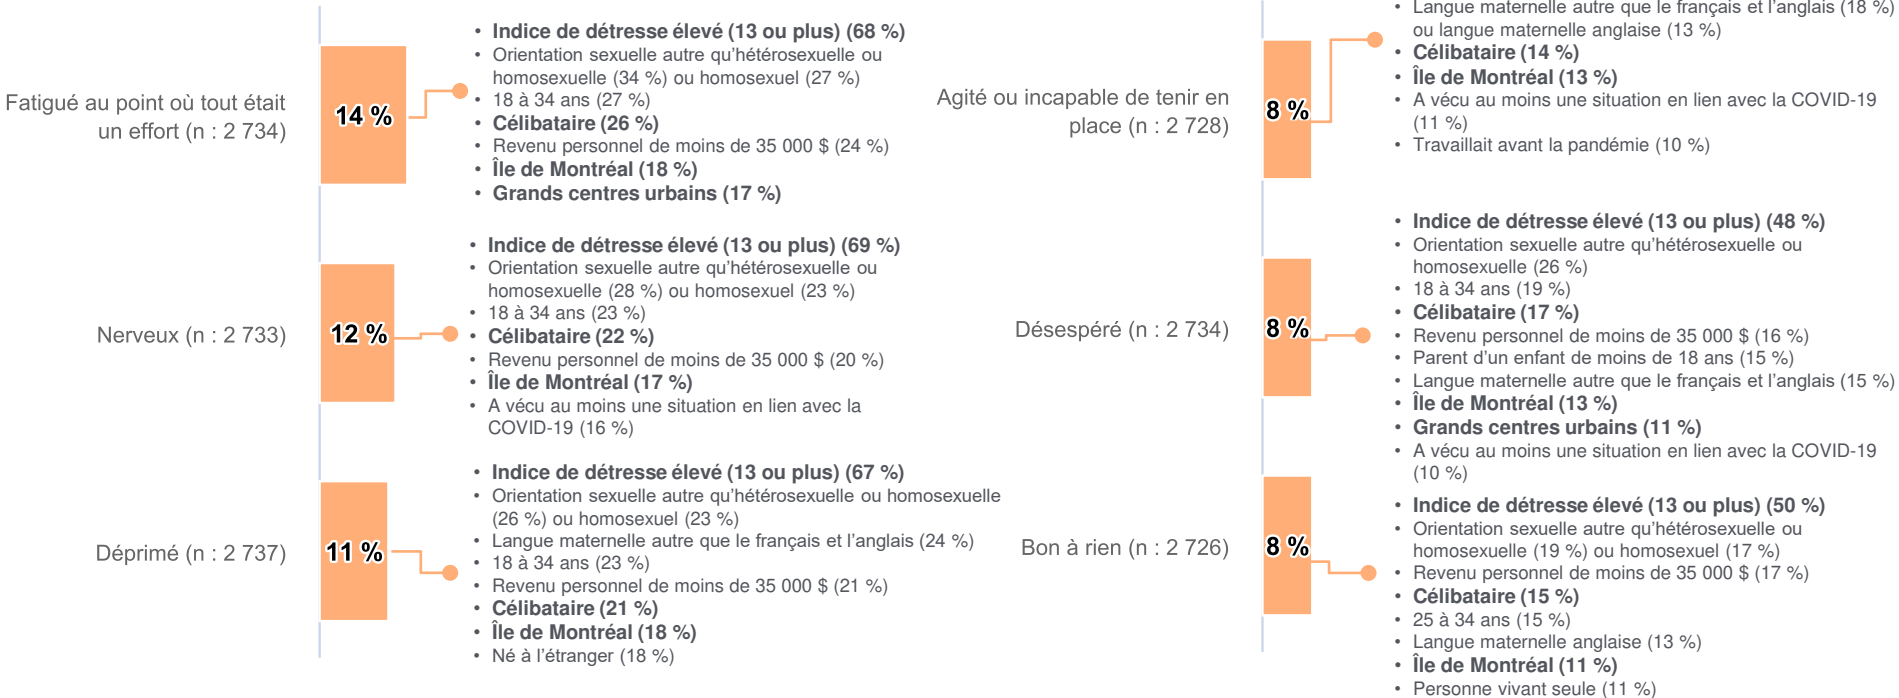 Fatigué au point où tout était
un effort (n : 2 734)
14 %
• Indice de détresse élevé (13 ou plus) (68 %)
• Orientation sexuelle autre qu’hétérosexuelle ou
homosexuelle (34 %) ou homosexuel (27 %)
• 18 à 34 ans (27 %)
• Célibataire (26 %)
• Revenu personnel de moins de 35 000 $ (24 %)
• Île de Montréal (18 %)
• Grands centres urbains (17 %)
Nerveux (n : 2 733)
12 %
• Indice de détresse élevé (13 ou plus) (69 %)
• Orientation sexuelle autre qu’hétérosexuelle ou
homosexuelle (28 %) ou homosexuel (23 %)
• 18 à 34 ans (23 %)
• Célibataire (22 %)
• Revenu personnel de moins de 35 000 $ (20 %)
• Île de Montréal (17 %)
• A vécu au moins une situation en lien avec la
COVID-19 (16 %)
Déprimé (n : 2 737)
11 %
• Indice de détresse élevé (13 ou plus) (67 %)
• Orientation sexuelle autre qu’hétérosexuelle ou homosexuelle
(26 %) ou homosexuel (23 %)
• Langue maternelle autre que le français et l’anglais (24 %)
• 18 à 34 ans (23 %)
• Revenu personnel de moins de 35 000 $ (21 %)
• Célibataire (21 %)
• Île de Montréal (18 %)
• Né à l’étranger (18 %)
Agité ou incapable de tenir en
place (n : 2 728)
8 %
• Langue maternelle autre que le français et l’anglais (18 %)
ou langue maternelle anglaise (13 %)
• Célibataire (14 %)
• Île de Montréal (13 %)
• A vécu au moins une situation en lien avec la COVID-19
(11 %)
• Travaillait avant la pandémie (10 %)
Désespéré (n : 2 734)
8 %
• Indice de détresse élevé (13 ou plus) (48 %)
• Orientation sexuelle autre qu’hétérosexuelle ou
homosexuelle (26 %)
• 18 à 34 ans (19 %)
• Célibataire (17 %)
• Revenu personnel de moins de 35 000 $ (16 %)
• Parent d’un enfant de moins de 18 ans (15 %)
• Langue maternelle autre que le français et l’anglais (15 %)
• Île de Montréal (13 %)
• Grands centres urbains (11 %)
• A vécu au moins une situation en lien avec la COVID-19
(10 %)
Bon à rien (n : 2 726)
8 %
• Indice de détresse élevé (13 ou plus) (50 %)
• Orientation sexuelle autre qu’hétérosexuelle ou
homosexuelle (19 %) ou homosexuel (17 %)
• Revenu personnel de moins de 35 000 $ (17 %)
• Célibataire (15 %)
• 25 à 34 ans (15 %)
• Langue maternelle anglaise (13 %)
• Île de Montréal (11 %)
• Personne vivant seule (11 %)